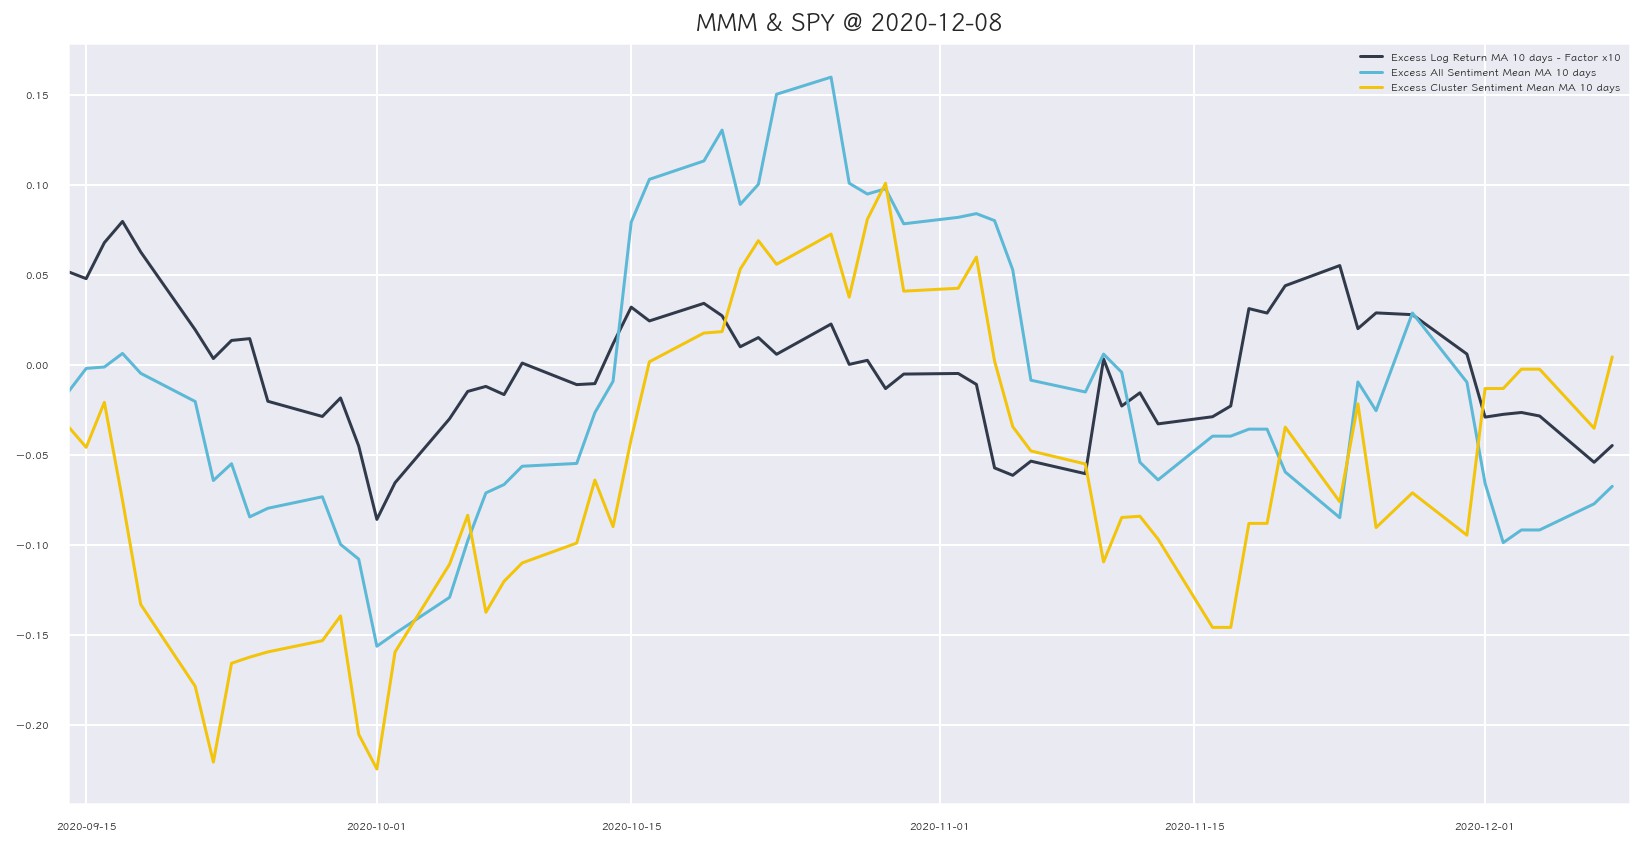 MMM & SPY @ 2020-12-08
Excess Log Return MA 10 days - Factor x10
Excess All Sentiment Mean MA 10 days
Excess Cluster Sentiment Mean MA 10 days
0.15
0.10
0.05
0.00
−0.05
−0.10
−0.15
−0.20
2020-09-15 2020-10-01 2020-10-15 2020-11-01 2020-11-15 2020-12-01